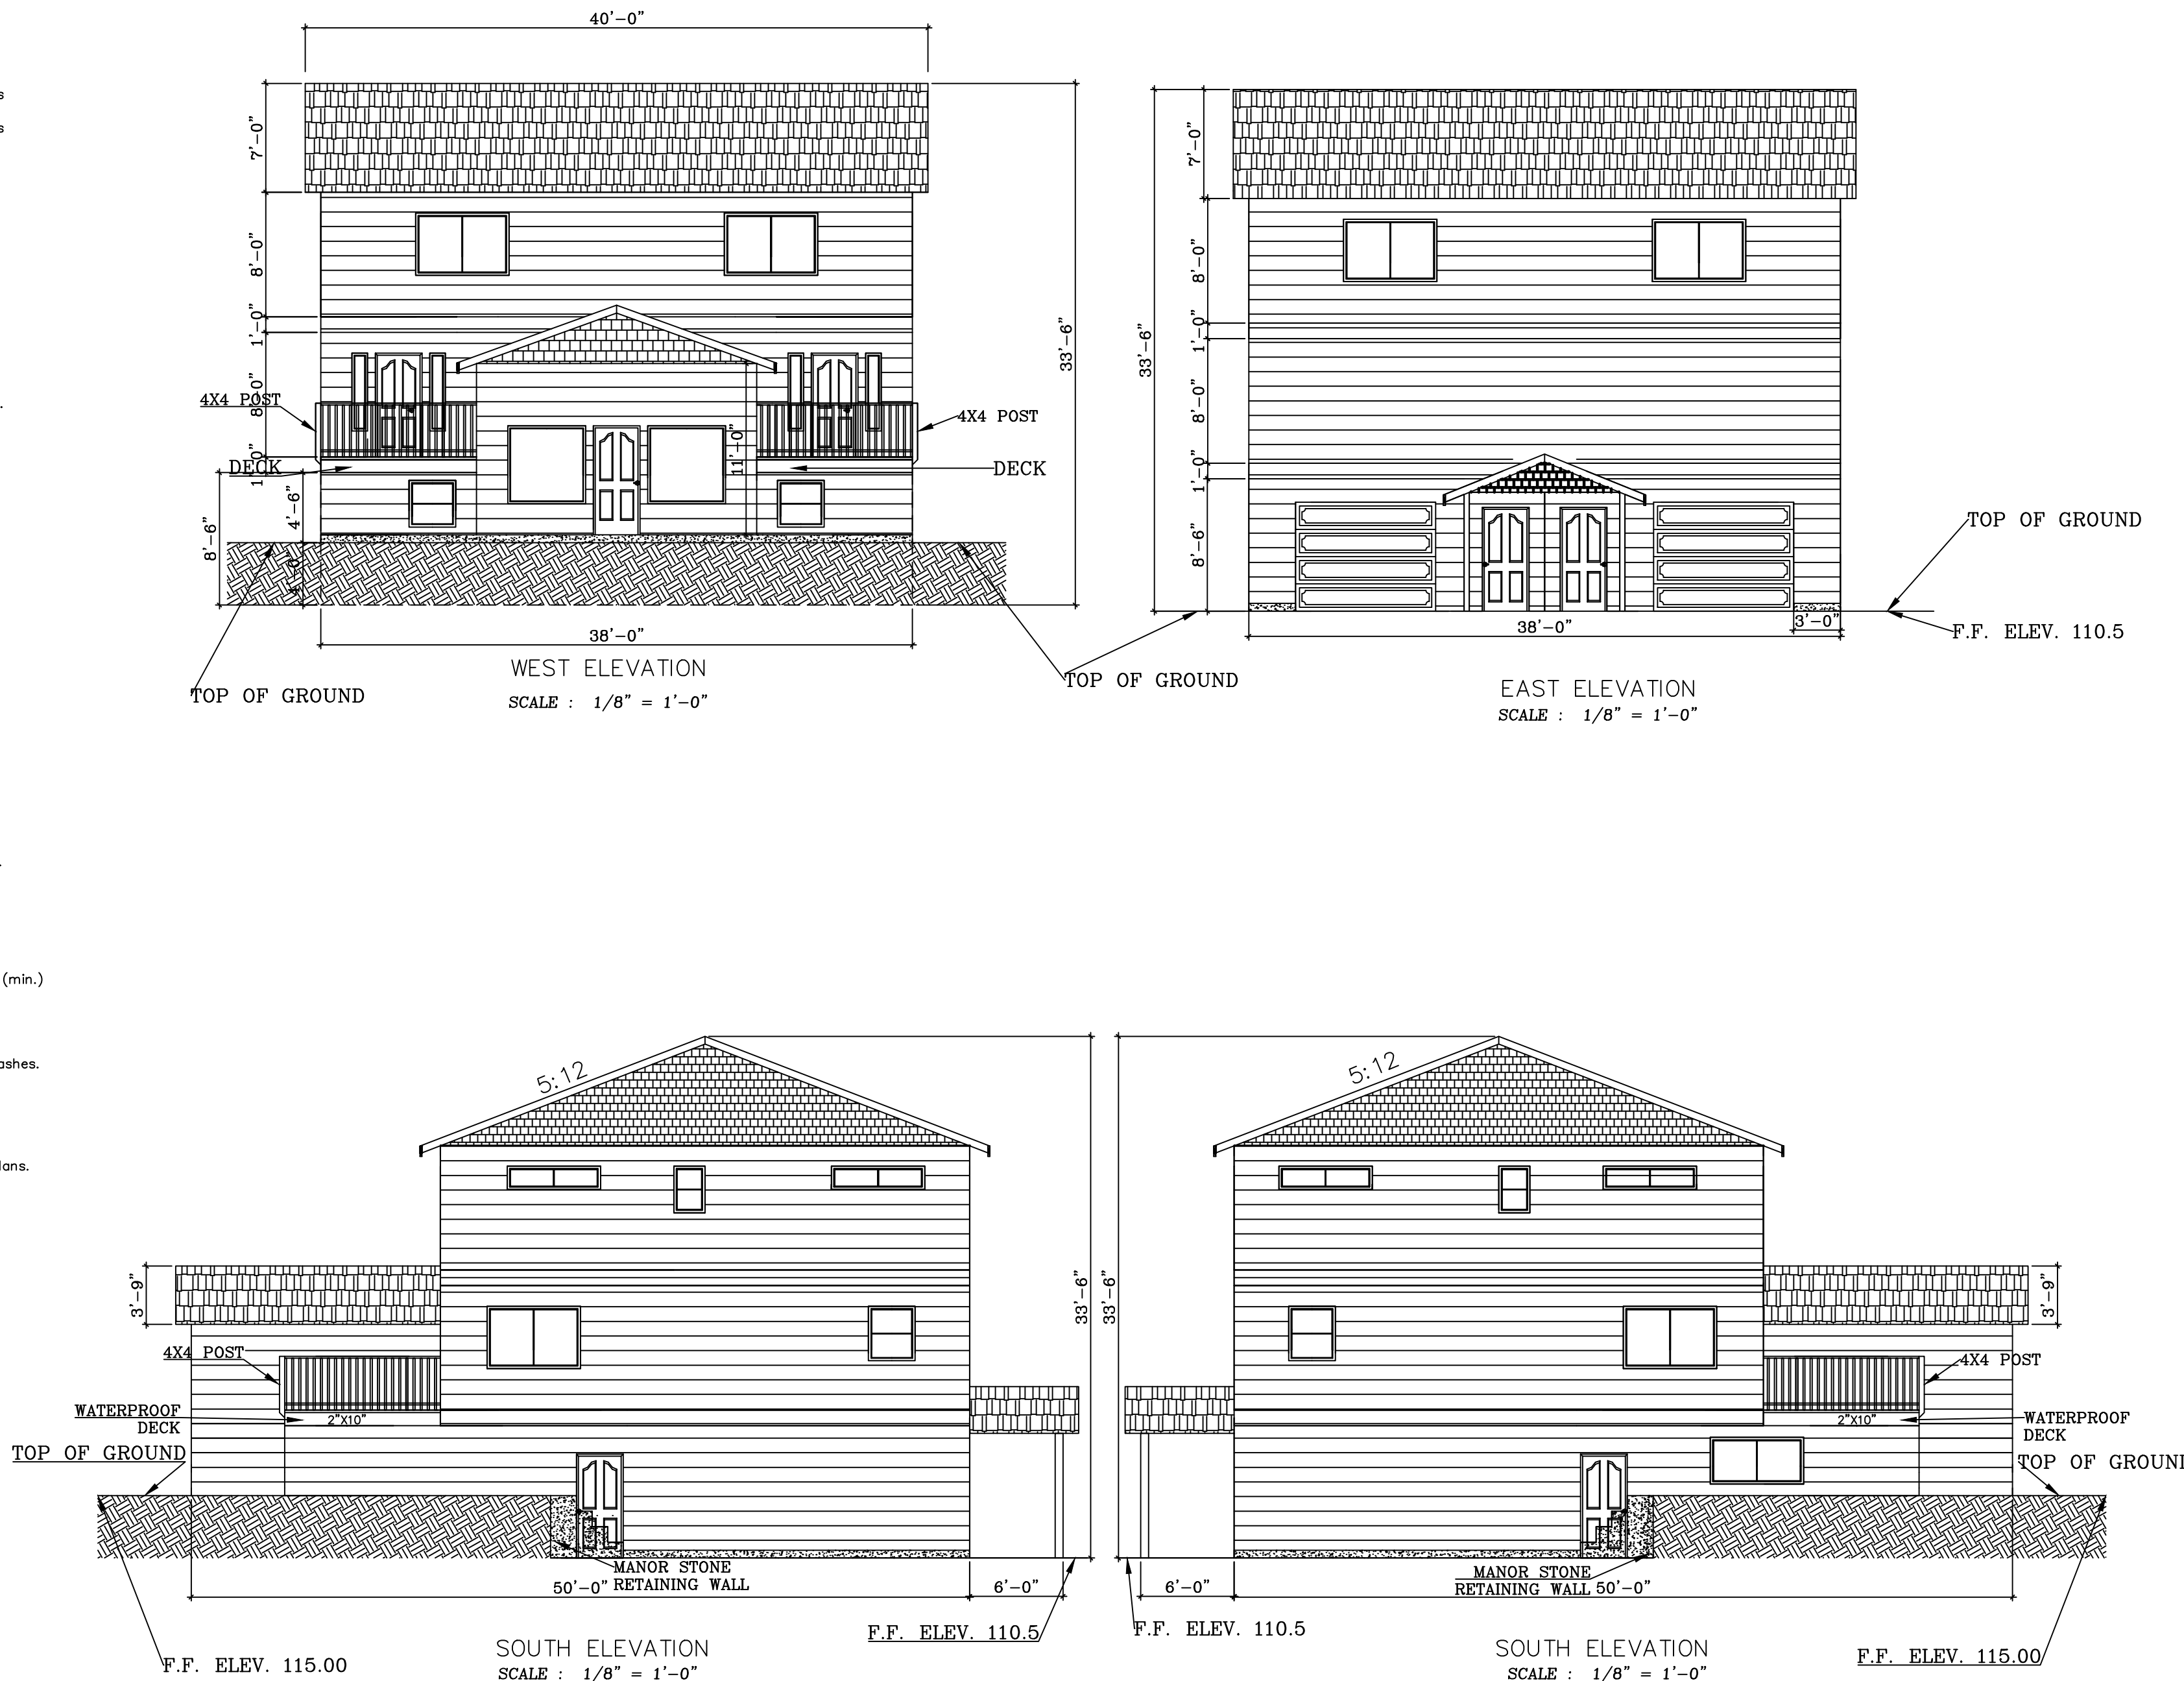 40'-0"
7'-0"
8'-0"
1'-0"
8'-0"
4X4 POST
DECK
4'-6"
8'-6"
4'-0"
11'-0"
33'-6"
4X4 POST
DECK
38'-0"
WEST ELEVATION
SCALE : 1/8" = 1'-0"
TOP OF GROUND
TOP OF GROUND
33'-6"
7'-0"
8'-0"
1'-0"
8'-0"
1'-0"
8'-6"
38'-0"
3'-0"
TOP OF GROUND
F.F. ELEV. 110.5
EAST ELEVATION
SCALE : 1/8" = 1'-0"
(min.)
ashes.
lans.
5:12
33'-6"
3'-9"
4X4 POST
WATERPROOF
DECK
2"X10"
TOP OF GROUND
MANOR STONE
RETAINING WALL
50'-0"
6'-0"
F.F. ELEV. 110.5
F.F. ELEV. 115.00
SOUTH ELEVATION
SCALE : 1/8" = 1'-0"
5:12
33'-6"
3'-9"
4X4 POST
2"X10"
WATERPROOF
DECK
TOP OF GROUND
MANOR STONE
RETAINING WALL
50'-0"
6'-0"
F.F. ELEV. 110.5
F.F. ELEV. 115.00
SOUTH ELEVATION
SCALE : 1/8" = 1'-0"